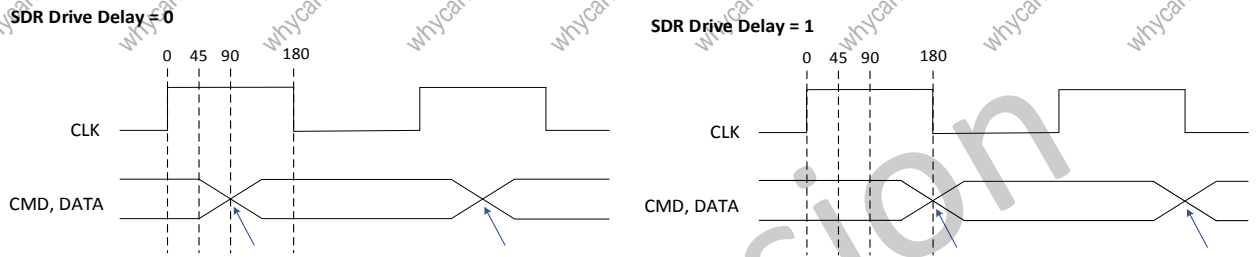 SDR Drive Delay = 0
0 45 90 180
CLK
CMD, DATA
SDR Drive Delay = 1
0 45 90 180
CLK
CMD, DATA